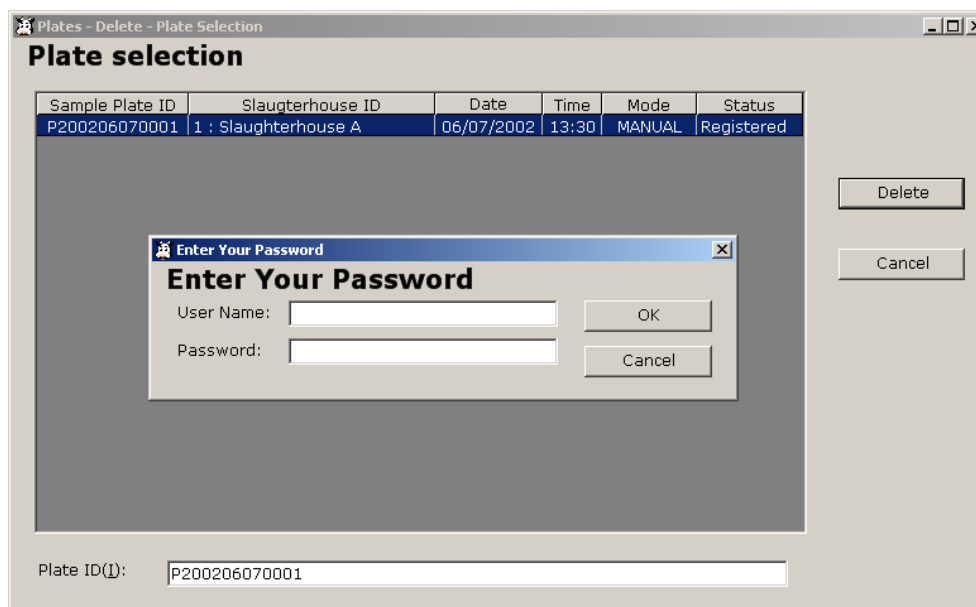 Plates - Delete - Plate Selection
Plate selection
Sample Plate ID Slaugterhouse ID Date Time Mode Status
P200206070001 1 : Slaughterhouse A 06/07/2002 13:30 MANUAL Registered
Delete
Enter Your Password
Enter Your Password
Cancel
User Name: OK
Password: Cancel
Plate ID(I): P200206070001